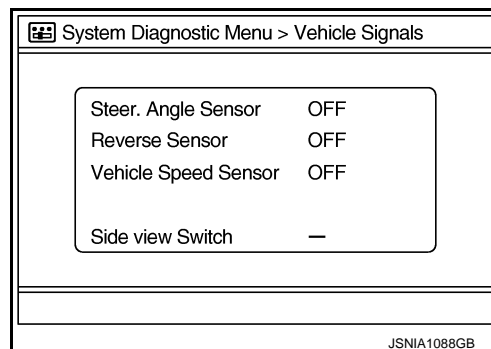 System Diagnostic Menu > Vehicle Signals
Steer. Angle Sensor OFF
Reverse Sensor OFF
Vehicle Speed Sensor OFF
Side view Switch —
JSNIA1088GB